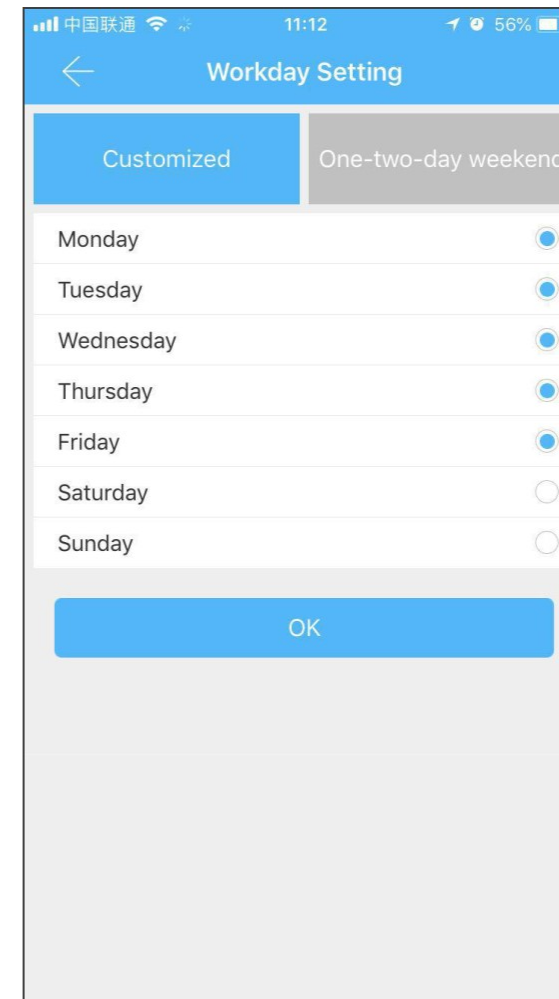 中国联通 11:12 56%
Workday Setting
Customized One-two-day weekend
Monday
Tuesday
Wednesday
Thursday
Friday
Saturday
Sunday
OK